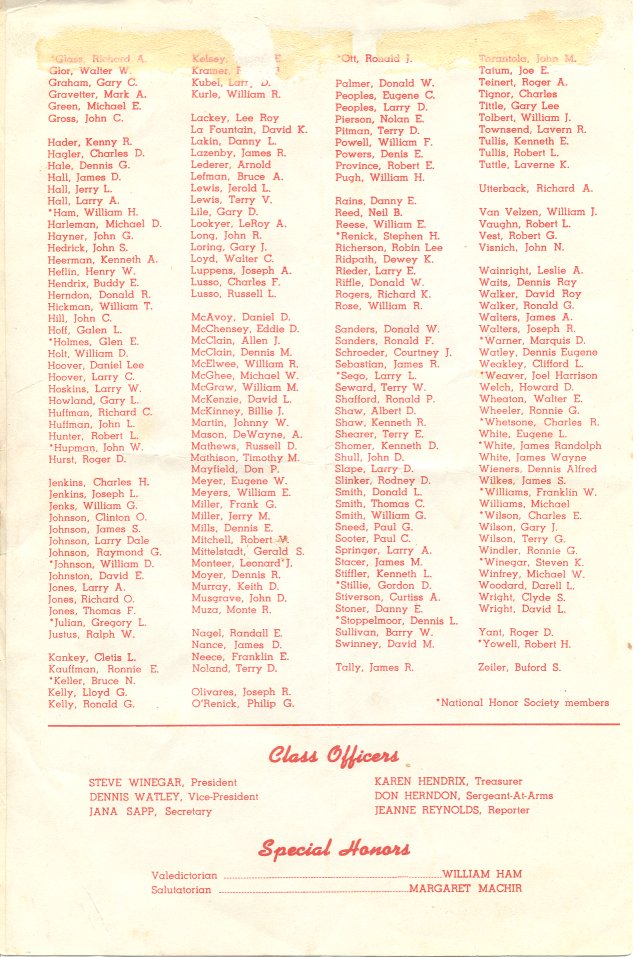 *Glass, Richard A.
Gior, Walter W.
Graham, Gary C.
Gravetter, Mark A.
Green, Michael E.
Gross, John C.
Hader, Kenny R.
Hagler, Charles D.
Hale, Dennis G.
Hall, James D.
Hall, Jerry L.
Hall, Larry A.
*Ham, William H.
Harleman, Michael D.
Hayner, John G.
Hedrick, John S.
Heerman, Kenneth A.
Heflin, Henry W.
Hendrix, Buddy E.
Herndon, Donald R.
Hickman, William T.
Hill, John C.
Hoff, Galen L.
*Holmes, Glen E.
Holt, William D.
Hoover, Daniel Lee
Hoover, Larry C.
Hoskins, Larry W.
Howland, Gary L.
Huffman, Richard C.
Huffman, John L.
Hunter, Robert L.
*Hupman, John W.
Hurst, Roger D.
Jenkins, Charles H.
Jenkins, Joseph L.
Jenks, William G.
Johnson, Clinton O.
Johnson, James S.
Johnson, Larry Dale
Johnson, Raymond G.
*Johnson, William D.
Johnston, David E.
Jones, Larry A.
Jones, Richard O.
Jones, Thomas F.
*Julian, Gregory L.
Justus, Ralph W.
Kankey, Cletis L.
Kauffman, Ronnie E.
*Keller, Bruce N.
Kelly, Lloyd G.
Kelly, Ronald G.
Kelsey, E.
Kramer, F
Kubel, Larry D.
Kurle, William R.
Lackey, Lee Roy
La Fountain, David K.
Lakin, Danny L.
Lazenby, James R.
Lederer, Arnold
Lefman, Bruce A.
Lewis, Jerold L.
Lewis, Terry V.
Lile, Gary D.
Lookyer, LeRoy A.
Long, John R.
Loring, Gary J.
Loyd, Walter C.
Luppens, Joseph A.
Lusso, Charles F.
Lusso, Russell L.
McAvoy, Daniel D.
McChensey, Eddie D.
McClain, Allen J.
McClain, Dennis M.
McElwee, William R.
McGhee, Michael W.
McGraw, William M.
McKenzie, David L.
McKinney, Billie J.
Martin, Johnny W.
Mason, DeWayne, A.
Mathews, Russell D.
Mathison, Timothy M.
Mayfield, Don P.
Meyer, Eugene W.
Meyers, William E.
Miller, Frank G.
Miller, Jerry M.
Mills, Dennis E.
Mitchell, Robert V.
Mittelstadt, Gerald S.
Monteer, Leonard J.
Moyer, Dennis R.
Murray, Keith D.
Musgrave, John D.
Muza, Monte R.
Nagel, Randall E.
Nance, James D.
Neece, Franklin E.
Noland, Terry D.
Olivares, Joseph R.
O'Renick, Philip G.
*Ott, Ronald J.
Palmer, Donald W.
Peoples, Eugene C.
Peoples, Larry D.
Pierson, Nolan E.
Pitman, Terry D.
Powell, William F.
Powers, Denis E.
Province, Robert E.
Pugh, William H.
Rains, Danny E.
Reed, Neil B.
Reese, William E.
*Renick, Stephen H.
Richerson, Robin Lee
Ridpath, Dewey K.
Rieder, Larry E.
Riffle, Donald W.
Rogers, Richard K.
Rose, William R.
Sanders, Donald W.
Sanders, Ronald F.
Schroeder, Courtney J.
Sebastian, James R.
*Sego, Larry L.
Seward, Terry W.
Shafford, Ronald P.
Shaw, Albert D.
Shaw, Kenneth R.
Shearer, Terry E.
Shomer, Kenneth D.
Shull, John D.
Slape, Larry D.
Slinker, Rodney D.
Smith, Donald L.
Smith, Thomas C.
Smith, William G.
Sneed, Paul G.
Sooter, Paul C.
Springer, Larry A.
Stacer, James M.
Stiffler, Kenneth L.
*Stillie, Gordon D.
Stiverson, Curtiss A.
Stoner, Danny E.
*Stoppelmoor, Dennis L.
Sullivan, Barry W.
Swinney, David M.
Tally, James R.
Tarantola, John M.
Tatum, Joe E.
Teinert, Roger A.
Tignor, Charles
Tittle, Gary Lee
Tolbert, William J.
Townsend, Lavern R.
Tullis, Kenneth E.
Tullis, Robert L.
Tuttle, Laverne K.
Utterback, Richard A.
Van Velzen, William J.
Vaughn, Robert L.
Vest, Robert G.
Visnich, John N.
Wainright, Leslie A.
Waits, Dennis Ray
Walker, David Roy
Walker, Ronald G.
Walters, James A.
Walters, Joseph R.
*Warner, Marquis D.
Watley, Dennis Eugene
Weakley, Clifford L.
*Weaver, Joel Harrison
Welch, Howard D.
Wheaton, Walter E.
Wheeler, Ronnie G.
*Whetsone, Charles R.
White, Eugene L.
*White, James Randolph
White, James Wayne
Wieners, Dennis Alfred
Wilkes, James S.
*Williams, Franklin W.
Williams, Michael
*Wilson, Charles E.
Wilson, Gary J.
Wilson, Terry G.
Windler, Ronnie G.
*Winegar, Steven K.
Winfrey, Michael W.
Woodard, Darell L.
Wright, Clyde S.
Wright, David L.
Yant, Roger D.
*Yowell, Robert H.
Zeiler, Buford S.
*National Honor Society members
Class Officers
STEVE WINEGAR, President
DENNIS WATLEY, Vice-President
JANA SAPP, Secretary
KAREN HENDRIX, Treasurer
DON HERNDON, Sergeant-At-Arms
JEANNE REYNOLDS, Reporter
Special Honors
Valedictorian ........ WILLIAM HAM
Salutatorian ........ MARGARET MACHIR